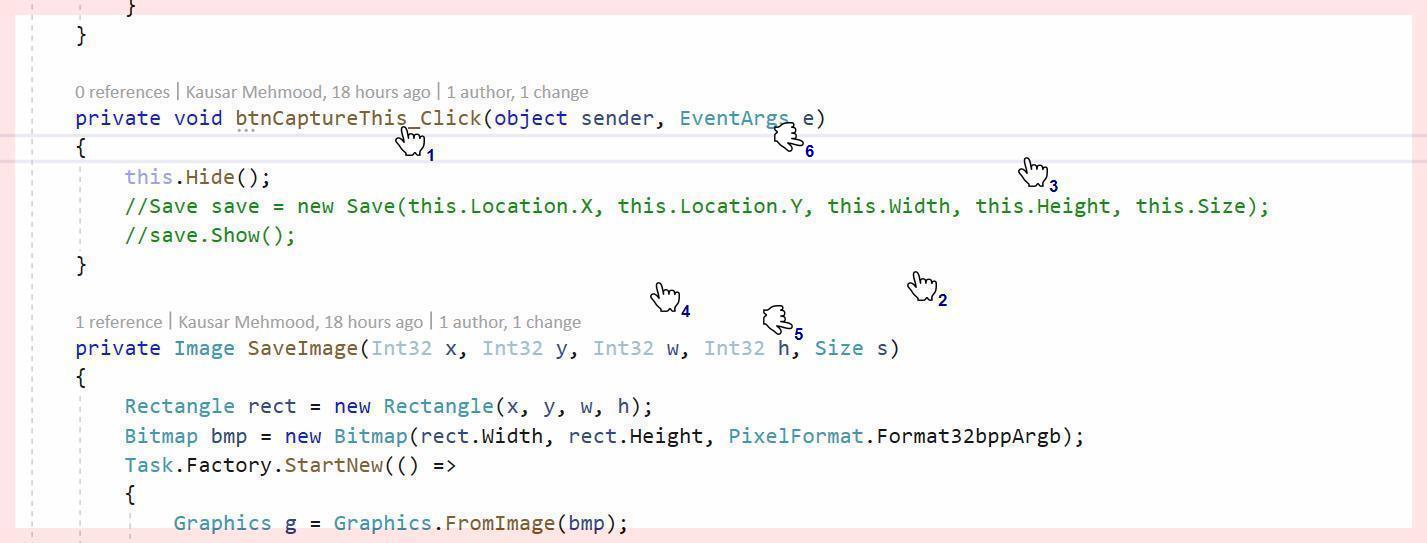 }
}
0 references | Kausar Mehmood, 18 hours ago | 1 author, 1 change
private void btnCaptureThis_Click(object sender, EventArgs e)
{
this.Hide();
//Save save = new Save(this.Location.X, this.Location.Y, this.Width, this.Height, this.Size);
//save.Show();
}
1 reference | Kausar Mehmood, 18 hours ago | 1 author, 1 change
private Image SaveImage(Int32 x, Int32 y, Int32 w, Int32 h, Size s)
{
Rectangle rect = new Rectangle(x, y, w, h);
Bitmap bmp = new Bitmap(rect.Width, rect.Height, PixelFormat.Format32bppArgb);
Task.Factory.StartNew(() =>
{
Graphics g = Graphics.FromImage(bmp);
1
6
3
2
4
5